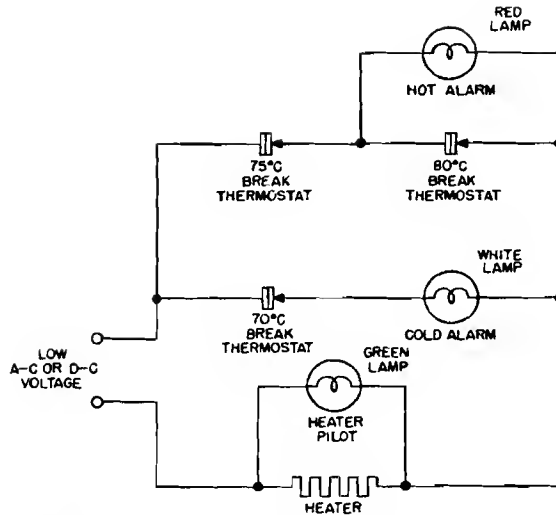 RED
LAMP
HOT ALARM
75°C
BREAK
THERMOSTAT
80°C
BREAK
THERMOSTAT
WHITE
LAMP
70°C
BREAK
THERMOSTAT
COLD ALARM
LOW
A-C OR D-C
VOLTAGE
GREEN
LAMP
HEATER
PILOT
HEATER